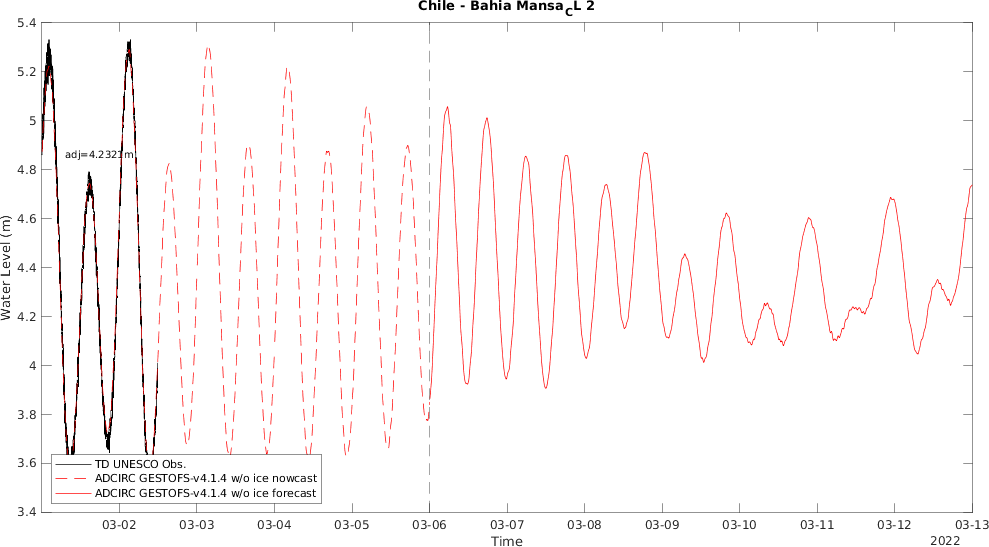 Chile - Bahia Mansa_CL 2
5.4
5.2
5
4.8
4.6
4.4
4.2
4
3.8
3.6
3.4
Water Level (m)
adj=4.2321m
TD UNESCO Obs.
ADCIRC GESTOFS-v4.1.4 w/o ice nowcast
ADCIRC GESTOFS-v4.1.4 w/o ice forecast
03-02 03-03 03-04 03-05 03-06 03-07 03-08 03-09 03-10 03-11 03-12 03-13
Time
2022